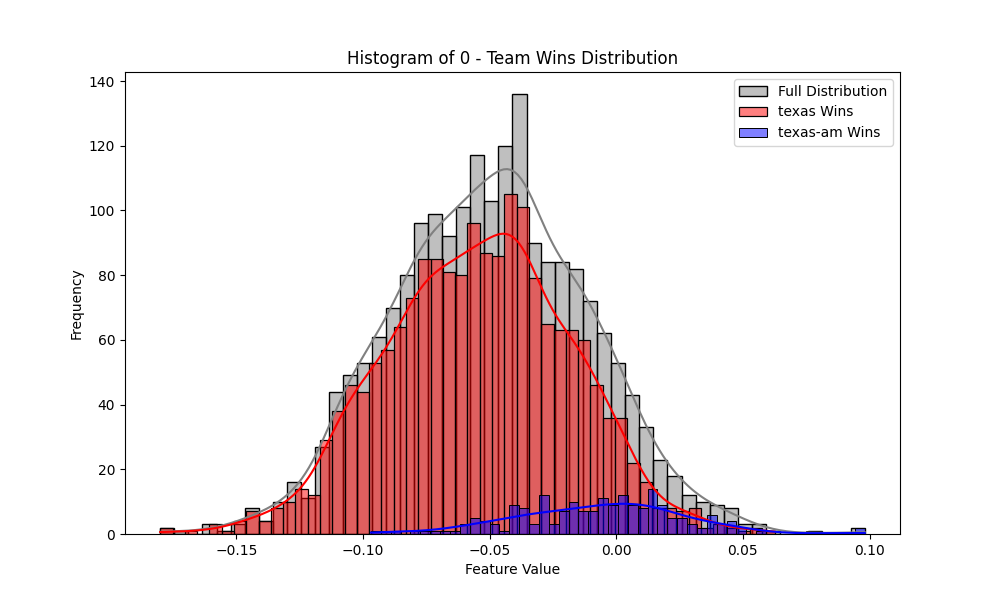 Histogram of 0 - Team Wins Distribution
Full Distribution
texas Wins
texas-am Wins
Frequency
140
120
100
80
60
40
20
0
−0.15
−0.10
−0.05
0.00
0.05
0.10
Feature Value